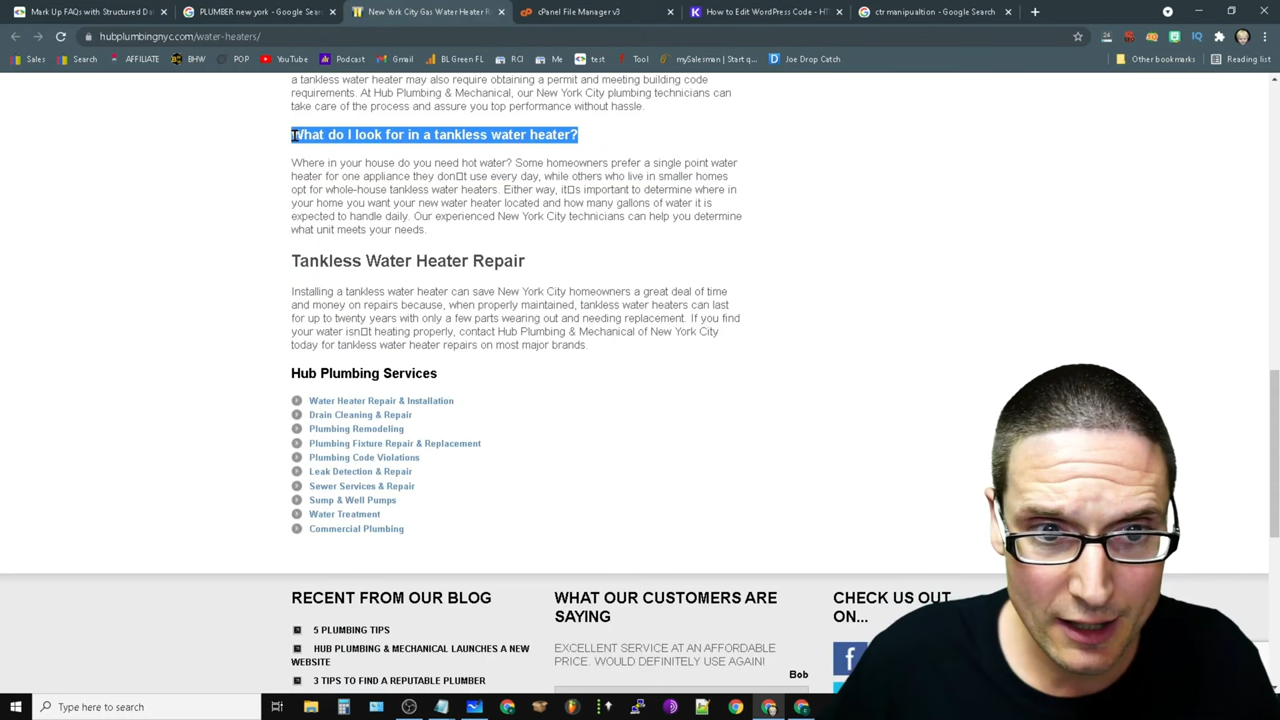 Mark Up FAQs with Structured Da
PLUMBER new york - Google Sear
New York City Gas Water Heater R
cPanel File Manager v3
How to Edit WordPress Code - HT
ctr manipualtion - Google Search
hubplumbingnyc.com/water-heaters/
Sales
Search
AFFILIATE
BHW
POP
YouTube
Podcast
Gmail
BL Green FL
RCI
Me
test
Tool
mySalesman | Start q...
Joe Drop Catch
Other bookmarks
Reading list
a tankless water heater may also require obtaining a permit and meeting building code
requirements. At Hub Plumbing & Mechanical, our New York City plumbing technicians can
take care of the process and assure you top performance without hassle.
What do I look for in a tankless water heater?
Where in your house do you need hot water? Some homeowners prefer a single point water
heater for one appliance they don□t use every day, while others who live in smaller homes
opt for whole-house tankless water heaters. Either way, it□s important to determine where in
your home you want your new water heater located and how many gallons of water it is
expected to handle daily. Our experienced New York City technicians can help you determine
what unit meets your needs.
Tankless Water Heater Repair
Installing a tankless water heater can save New York City homeowners a great deal of time
and money on repairs because, when properly maintained, tankless water heaters can last
for up to twenty years with only a few parts wearing out and needing replacement. If you find
your water isn□t heating properly, contact Hub Plumbing & Mechanical of New York City
today for tankless water heater repairs on most major brands.
Hub Plumbing Services
Water Heater Repair & Installation
Drain Cleaning & Repair
Plumbing Remodeling
Plumbing Fixture Repair & Replacement
Plumbing Code Violations
Leak Detection & Repair
Sewer Services & Repair
Sump & Well Pumps
Water Treatment
Commercial Plumbing
RECENT FROM OUR BLOG
5 PLUMBING TIPS
HUB PLUMBING & MECHANICAL LAUNCHES A NEW
WEBSITE
3 TIPS TO FIND A REPUTABLE PLUMBER
WHAT OUR CUSTOMERS ARE
SAYING
EXCELLENT SERVICE AT AN AFFORDABLE
PRICE. WOULD DEFINITELY USE AGAIN!
Bob
CHECK US OUT
ON...
Type here to search